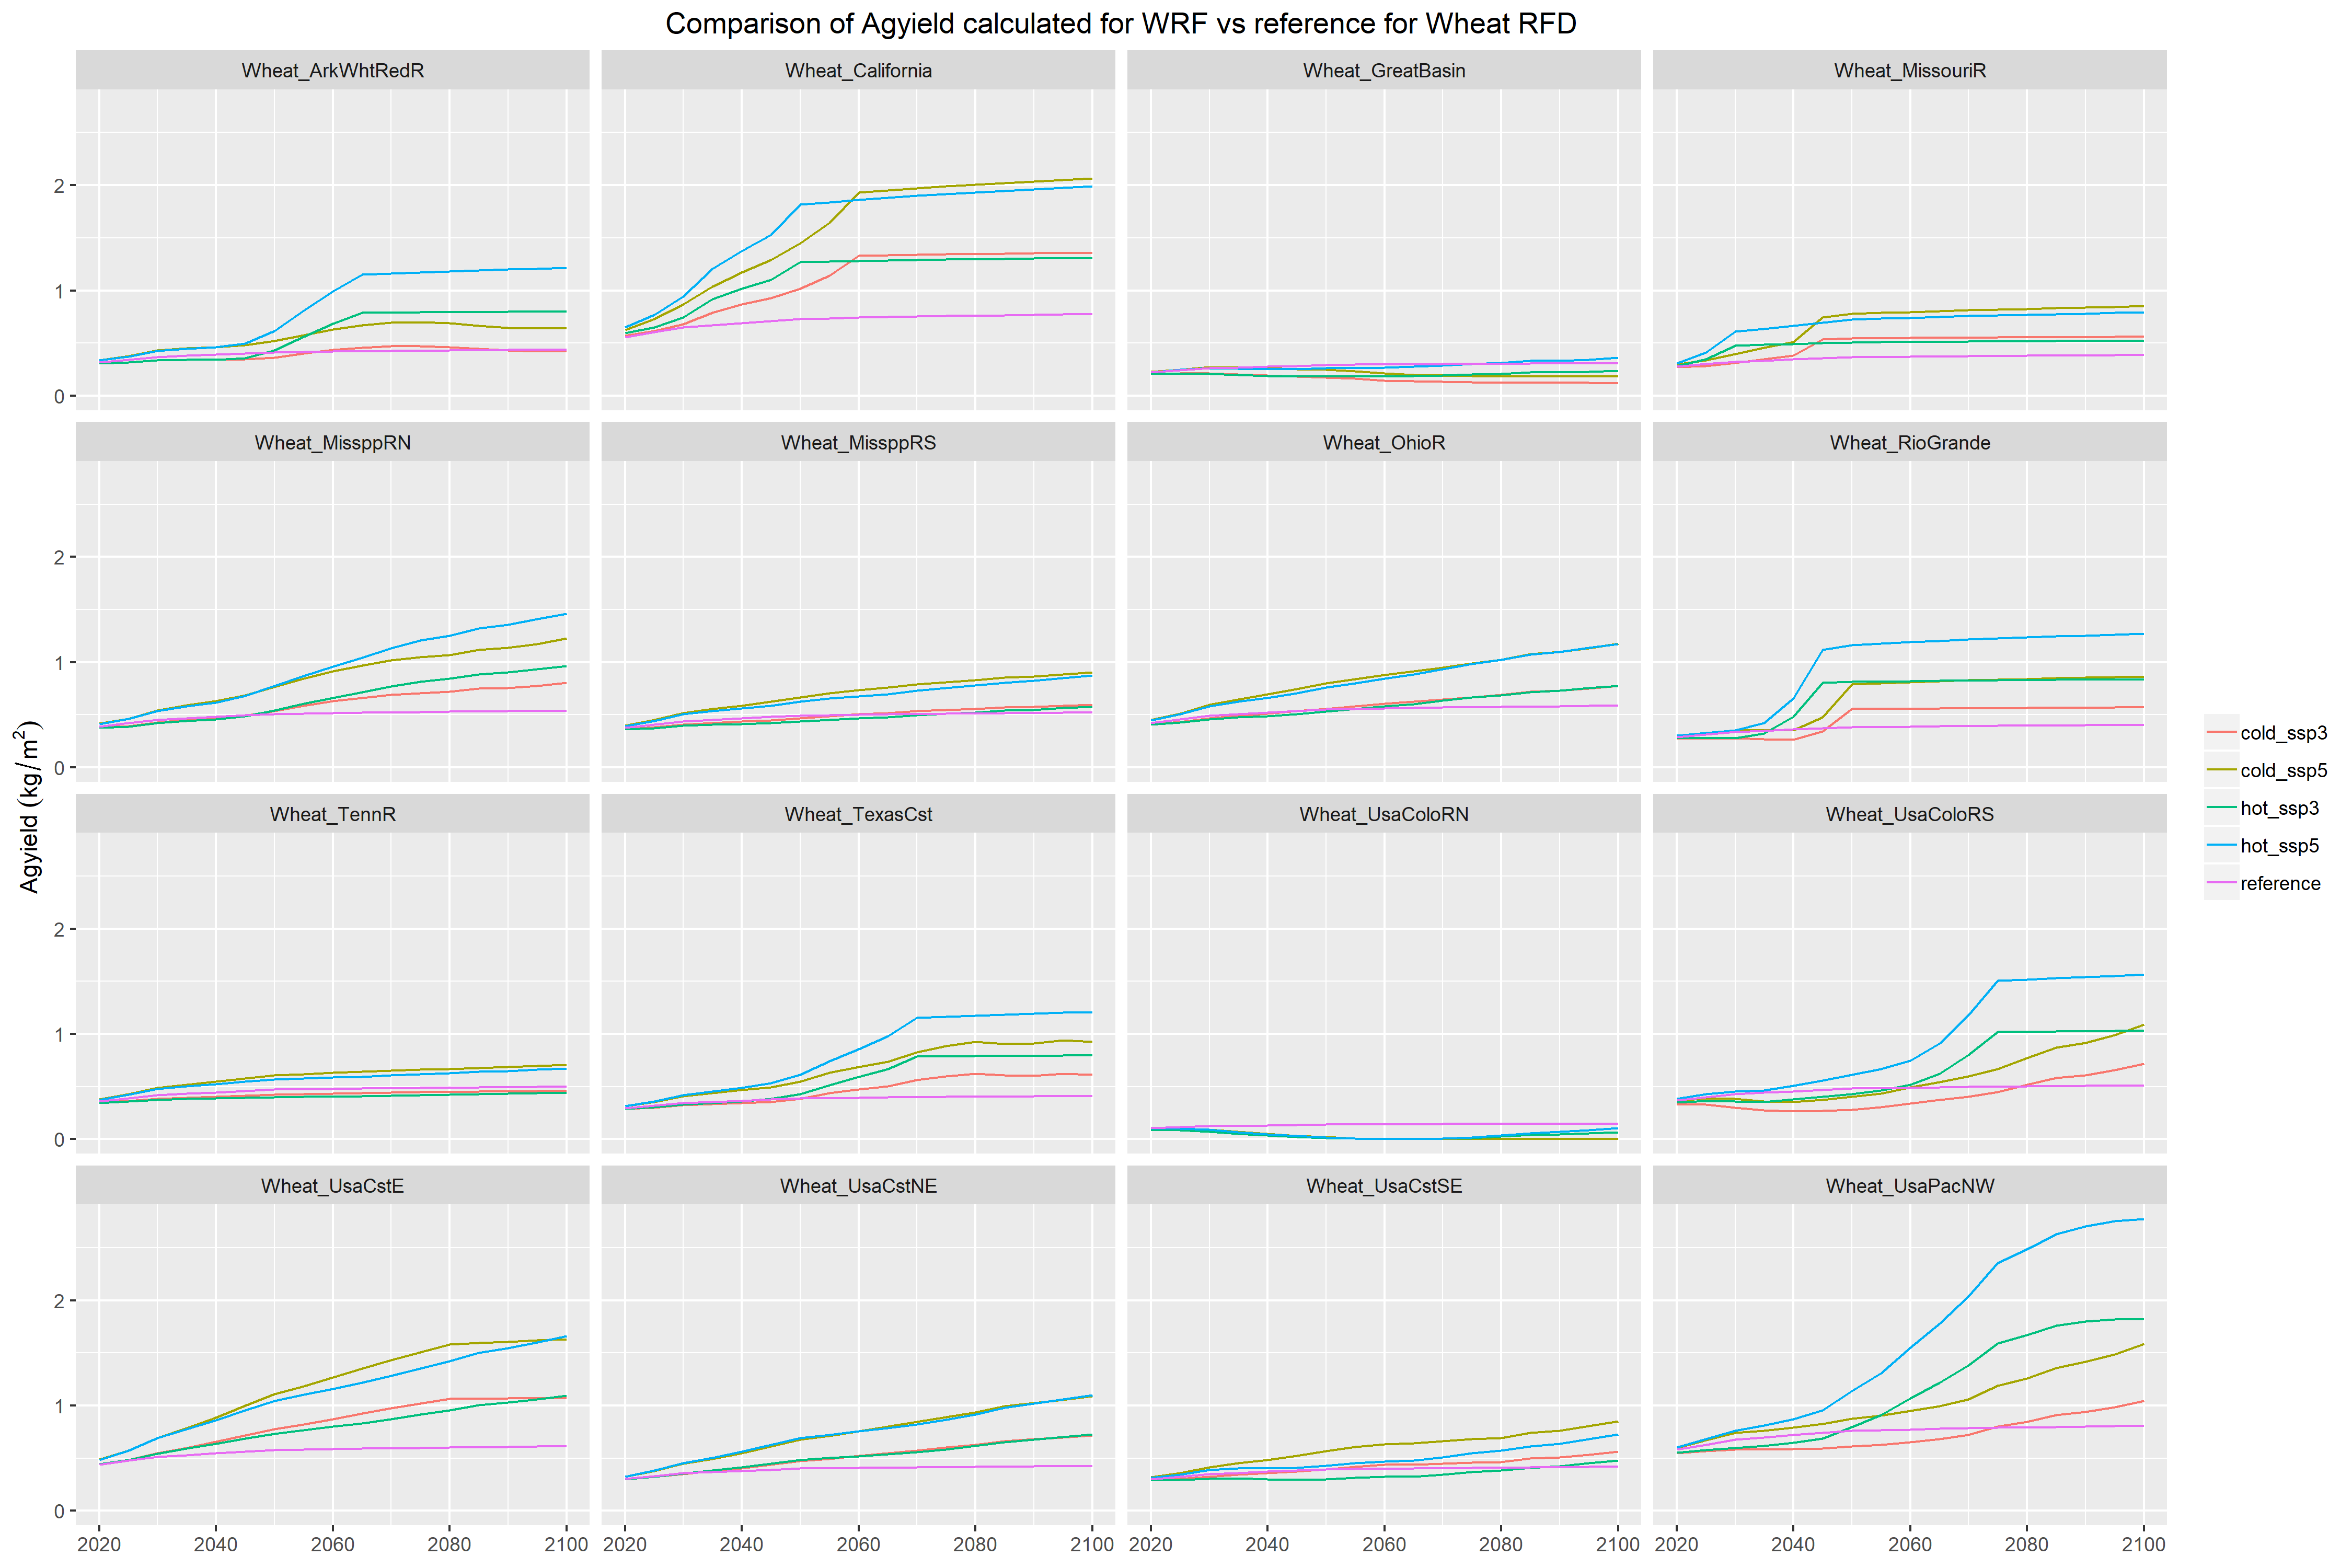 Comparison of Agyield calculated for WRF vs reference for Wheat RFD
Wheat_ArkWhtRedR Wheat_California Wheat_GreatBasin Wheat_MissouriR
2
1
0
Wheat_MissppRN Wheat_MissppRS Wheat_OhioR Wheat_RioGrande
2
1
0
Wheat_TennR Wheat_TexasCst Wheat_UsaColoRN Wheat_UsaColoRS
2
1
0
Wheat_UsaCstE Wheat_UsaCstNE Wheat_UsaCstSE Wheat_UsaPacNW
2
1
0
2020 2040 2060 2080 2100 2020 2040 2060 2080 2100 2020 2040 2060 2080 2100 2020 2040 2060 2080 2100
Agyield (kg/m²)
cold_ssp3
cold_ssp5
hot_ssp3
hot_ssp5
reference